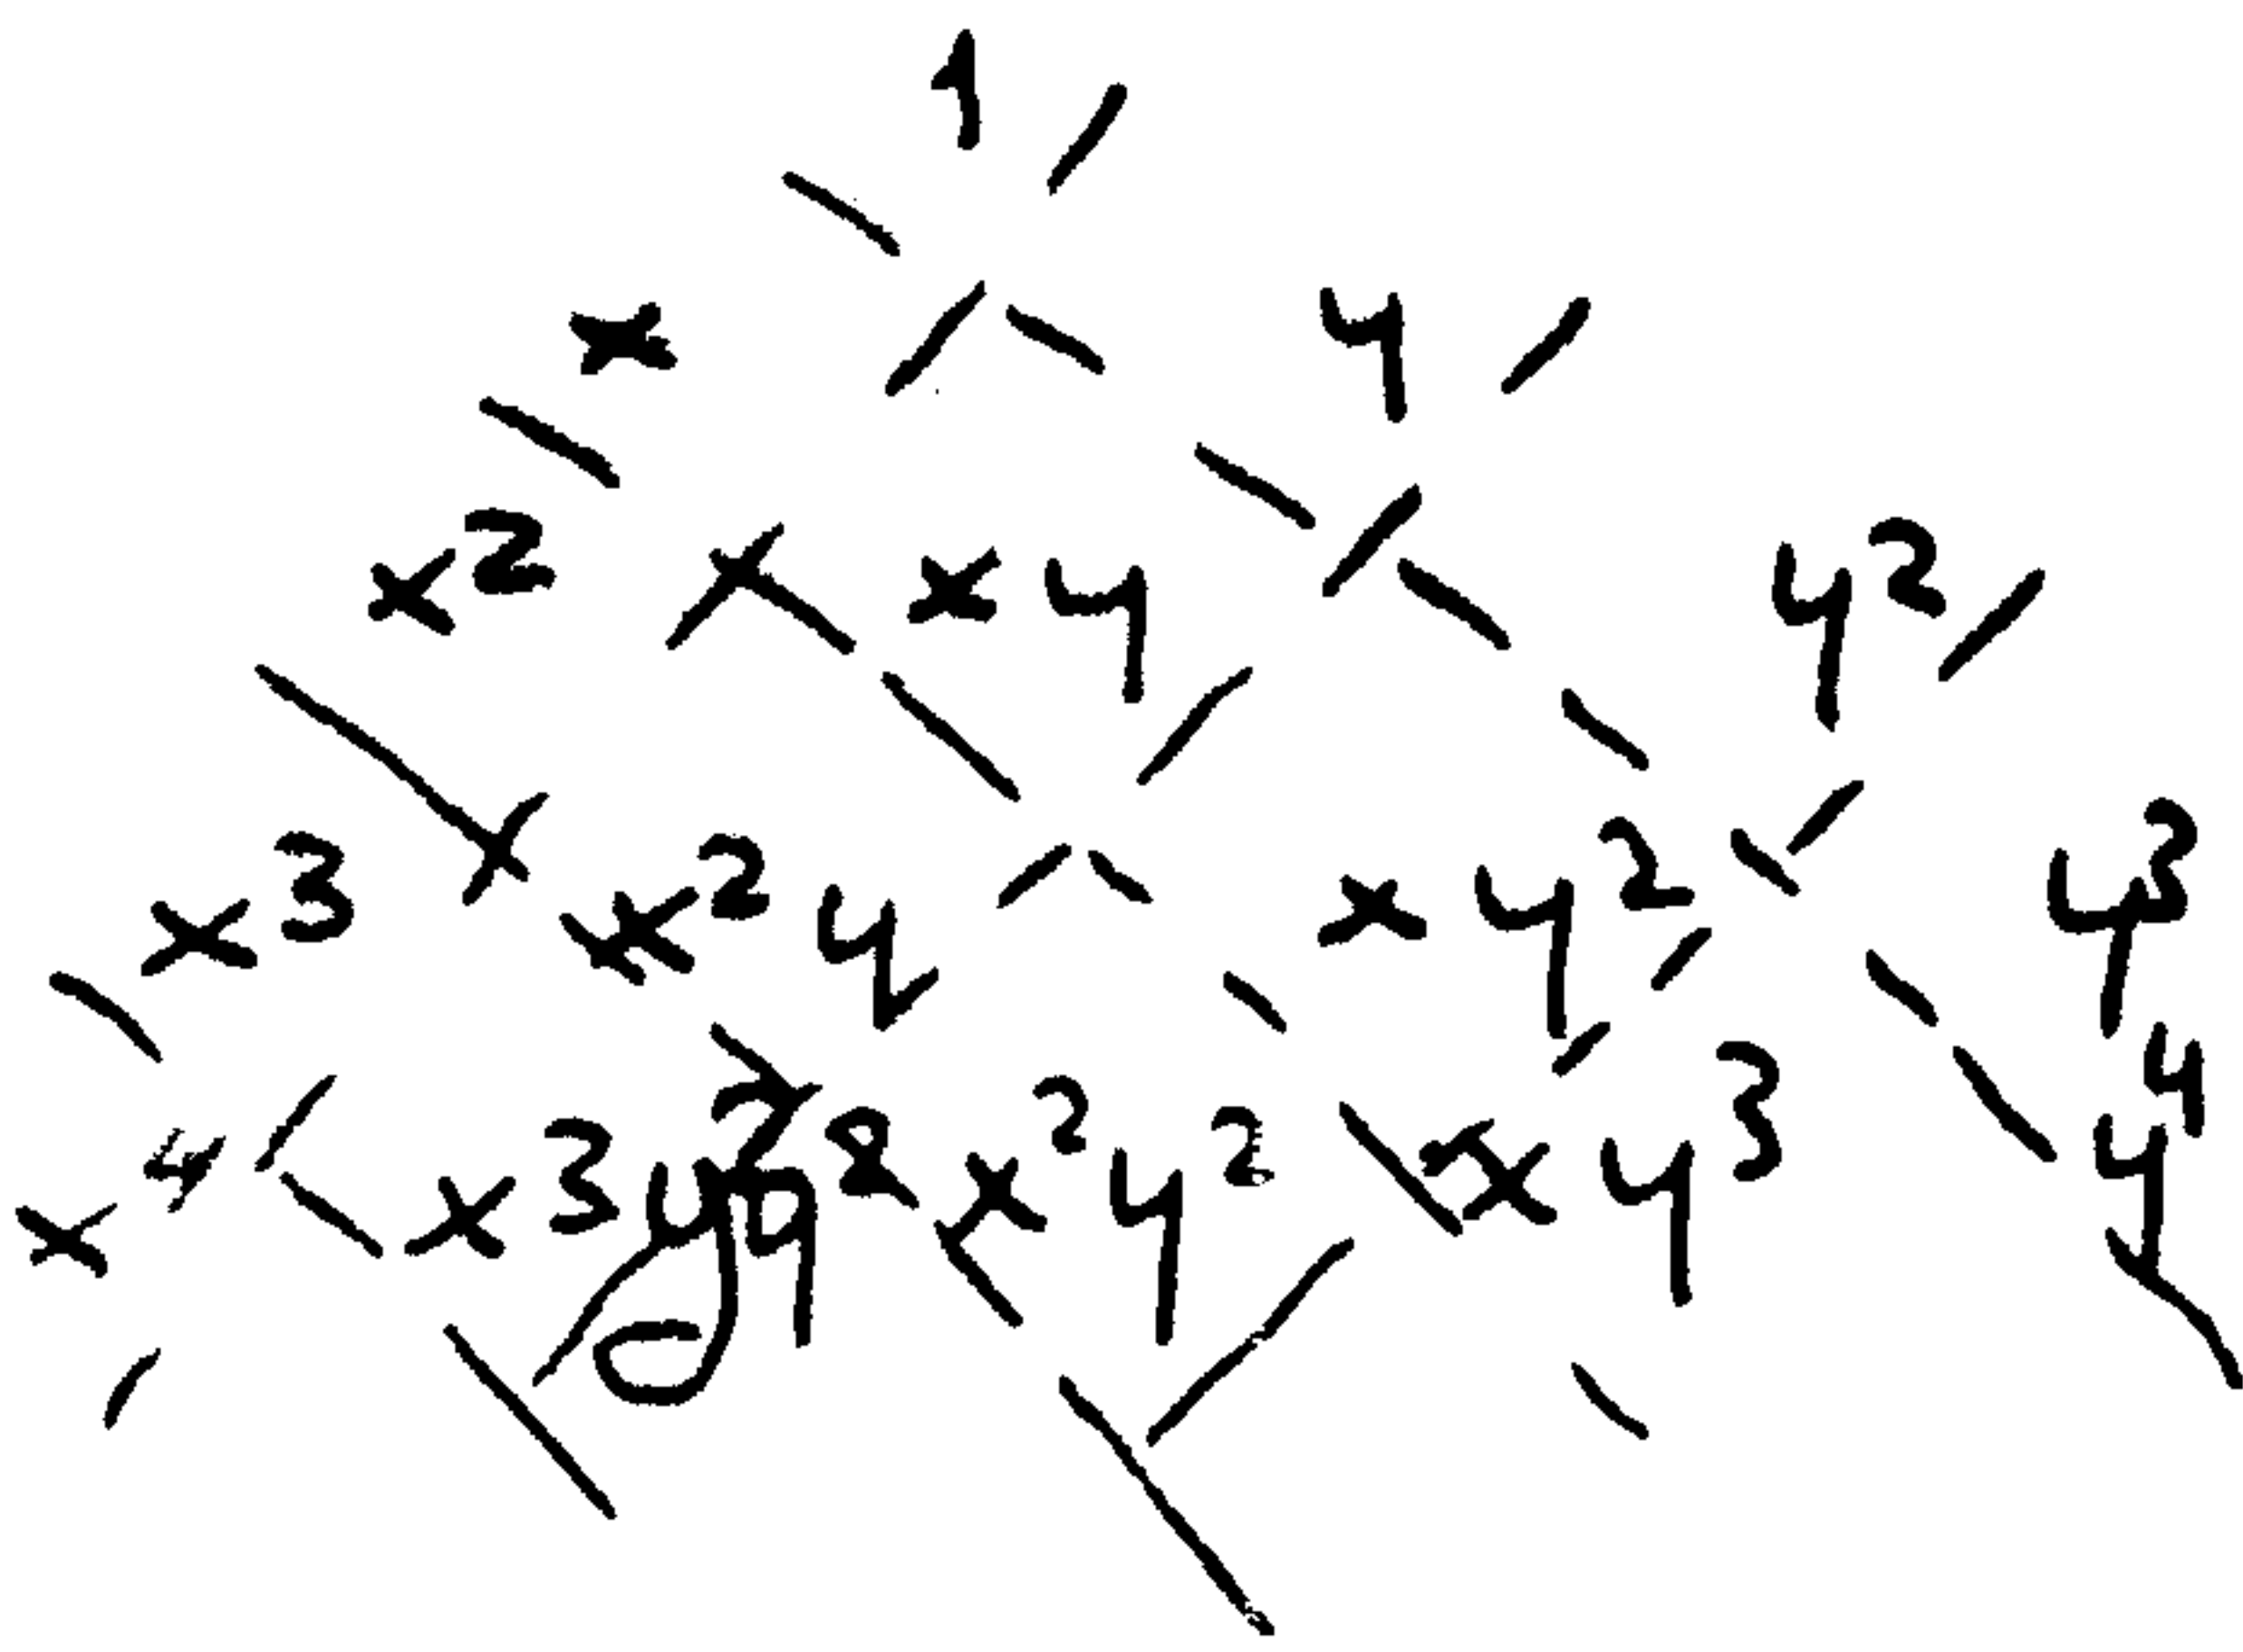 1
x y
x² xy y²
x³ x²y xy² y³
x⁴ x³y x²y² xy³ y⁴